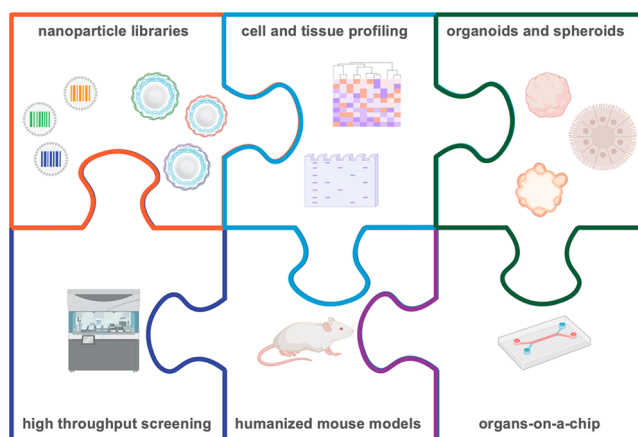 nanoparticle libraries
cell and tissue profiling
organoids and spheroids
high throughput screening
humanized mouse models
organs-on-a-chip